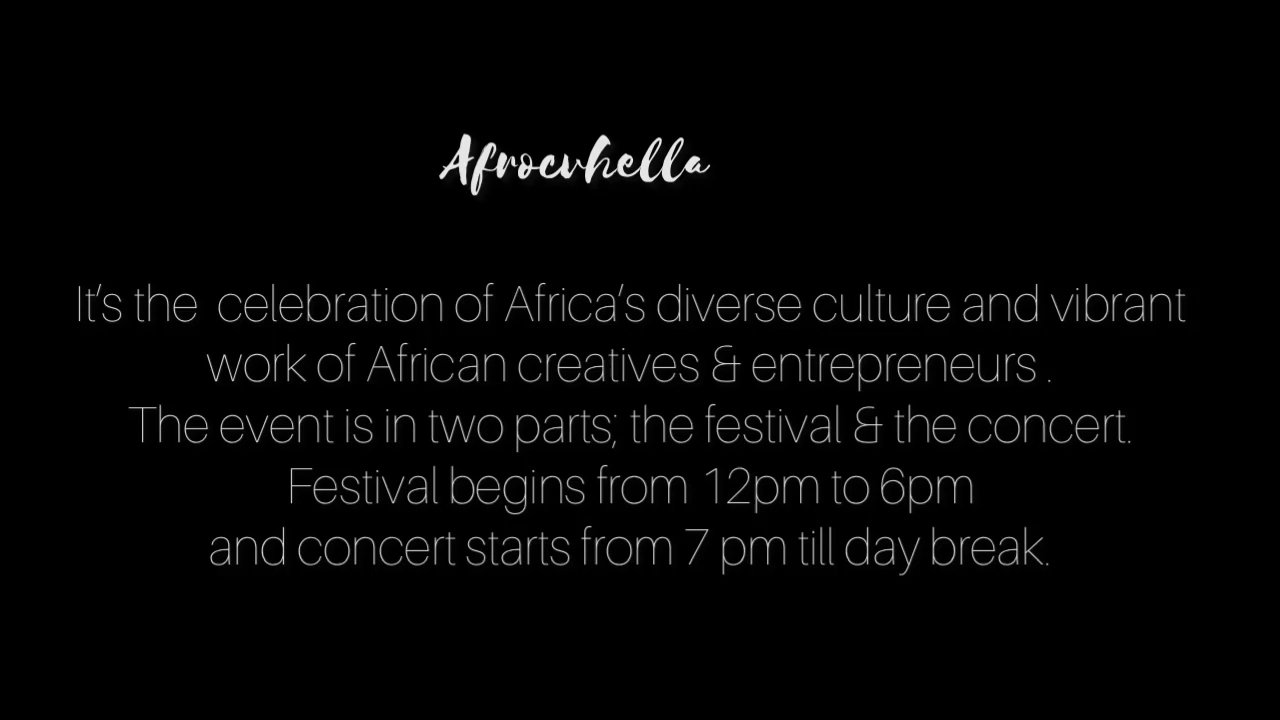 Afrocvhella
It's the  celebration of Africa's diverse culture and vibrant
work of African creatives & entrepreneurs .
The event is in two parts; the festival & the concert.
Festival begins from  12pm to 6pm
and concert starts from 7 pm till day break.